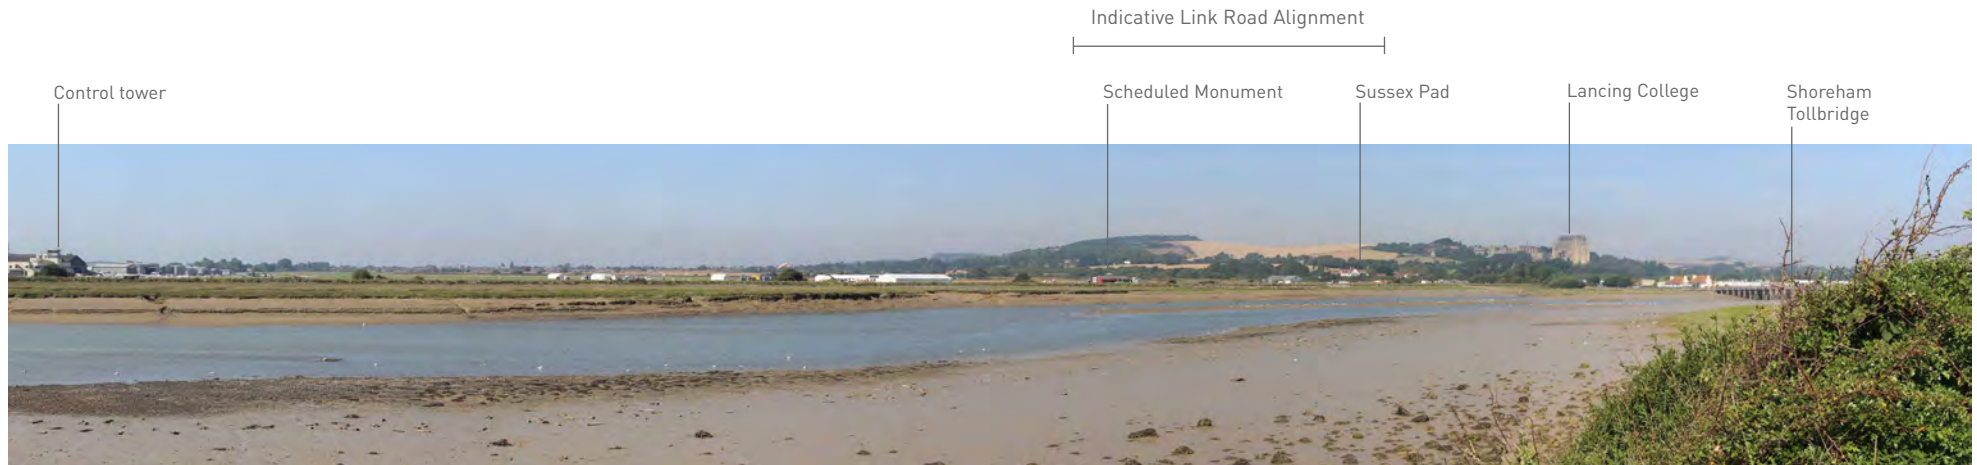 Indicative Link Road Alignment
Control tower
Scheduled Monument
Sussex Pad
Lancing College
Shoreham
Tollbridge